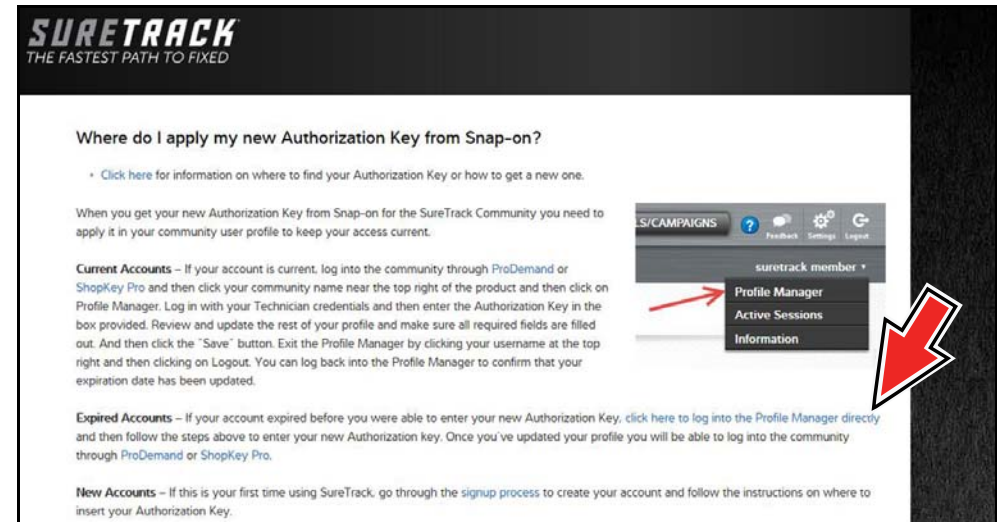 SURETRACK
THE FASTEST PATH TO FIXED
Where do I apply my new Authorization Key from Snap-on?
• Click here for information on where to find your Authorization Key or how to get a new one.
When you get your new Authorization Key from Snap-on for the SureTrack Community you need to
apply it in your community user profile to keep your access current.
Current Accounts – If your account is current, log into the community through ProDemand or
ShopKey Pro and then click your community name near the top right of the product and then click on
Profile Manager. Log in with your Technician credentials and then enter the Authorization Key in the
box provided. Review and update the rest of your profile and make sure all required fields are filled
out. And then click the "Save" button. Exit the Profile Manager by clicking your username at the top
right and then clicking on Logout. You can log back into the Profile Manager to confirm that your
expiration date has been updated.
LS/CAMPAIGNS
?
Feedback
Settings
Logout
suretrack member
Profile Manager
Active Sessions
Information
Expired Accounts – If your account expired before you were able to enter your new Authorization Key, click here to log into the Profile Manager directly
and then follow the steps above to enter your new Authorization key. Once you've updated your profile you will be able to log into the community
through ProDemand or ShopKey Pro.
New Accounts – If this is your first time using SureTrack, go through the signup process to create your account and follow the instructions on where to
insert your Authorization Key.